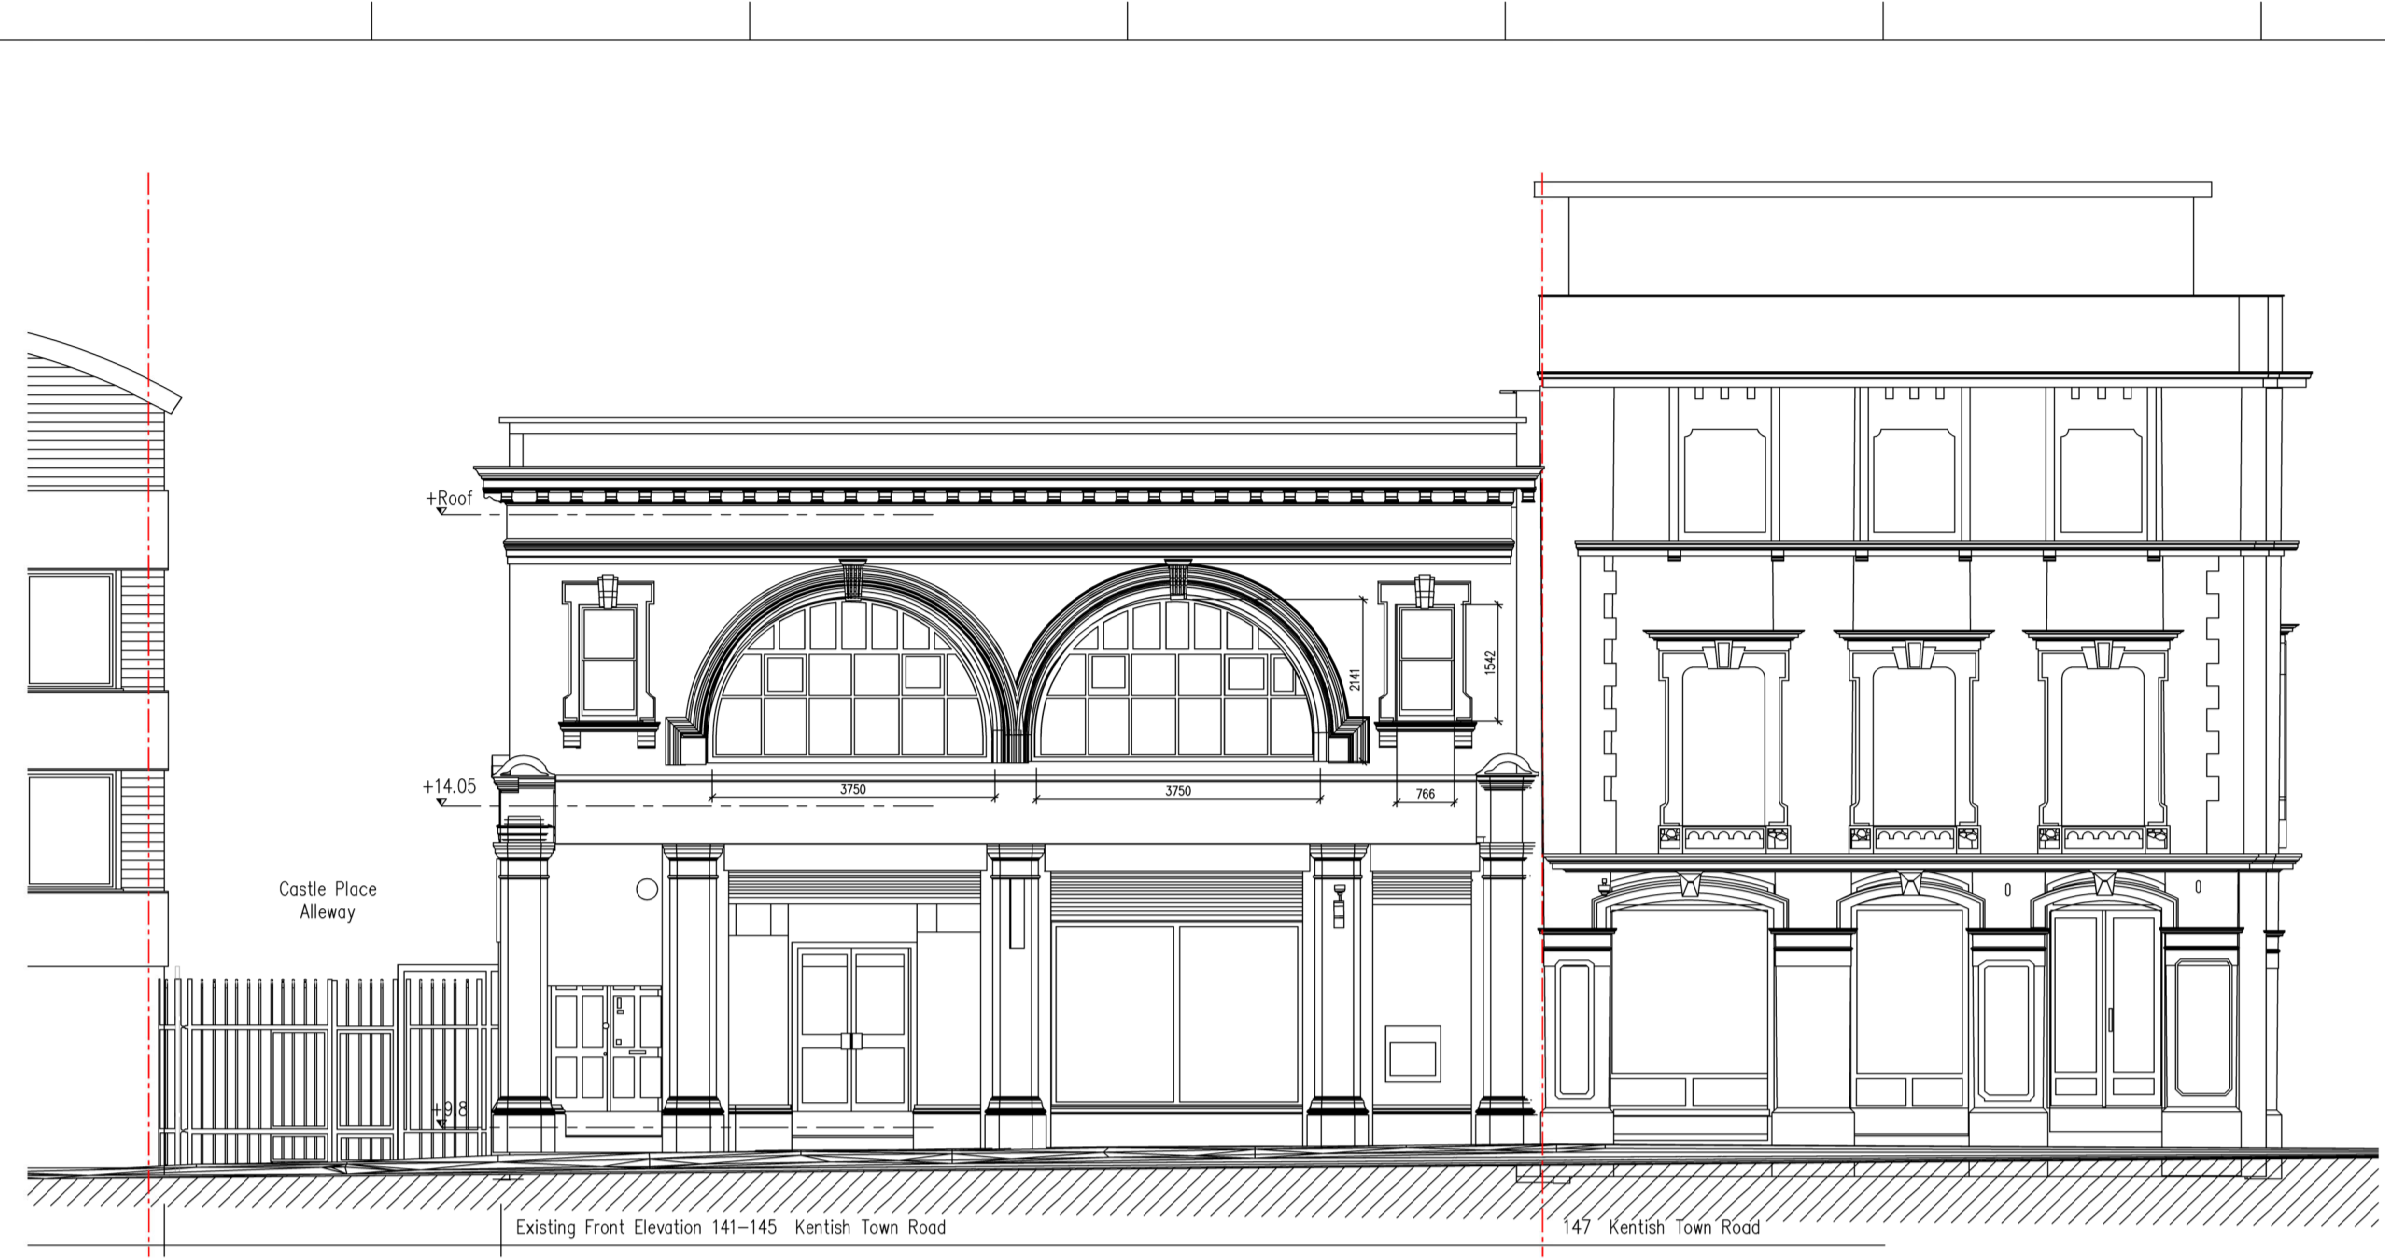 +Roof
2141
1542
+14.05
3750
3750
766
Castle Place
Alleway
+9.8
Existing Front Elevation 141-145 Kentish Town Road
147 Kentish Town Road